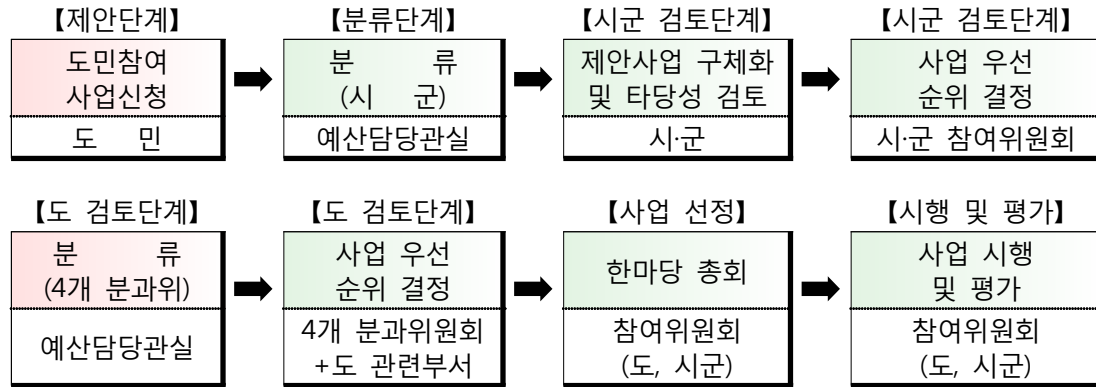 【제안단계】
도민참여
사업신청
도 민
【분류단계】
분 류
(시 군)
예산담당관실
【시군 검토단계】
제안사업 구체화
및 타당성 검토
시·군
【시군 검토단계】
사업 우선
순위 결정
시·군 참여위원회
【도 검토단계】
분 류
(4개 분과위)
예산담당관실
【도 검토단계】
사업 우선
순위 결정
4개 분과위원회
+도 관련부서
【사업 선정】
한마당 총회
참여위원회
(도, 시군)
【시행 및 평가】
사업 시행
및 평가
참여위원회
(도, 시군)